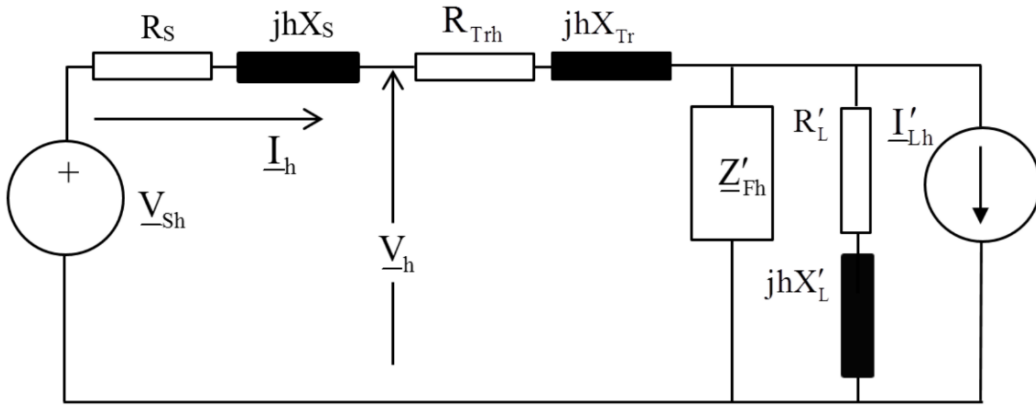 R_S
jhX_S
R_Trh
jhX_Tr
I_h
+
V_Sh
V_h
Z′_Fh
R′_L
I′_Lh
jhX′_L